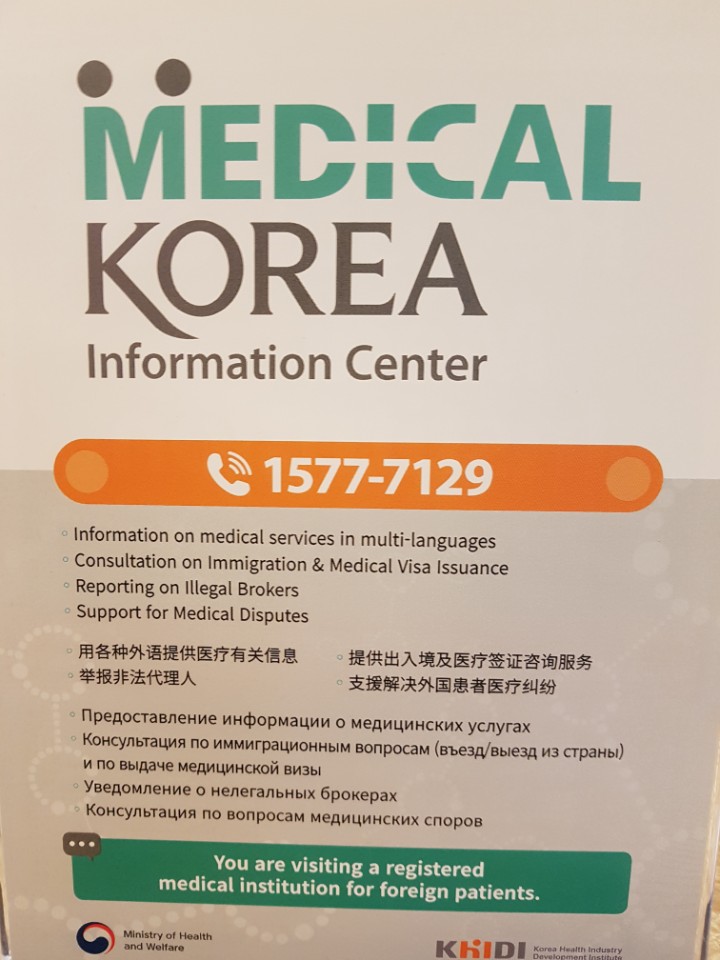 MEDICAL
KOREA
Information Center
1577-7129
◦ Information on medical services in multi-languages
◦ Consultation on Immigration & Medical Visa Issuance
◦ Reporting on Illegal Brokers
◦ Support for Medical Disputes
◦ 用各种外语提供医疗有关信息 ◦ 提供出入境及医疗签证咨询服务
◦ 举报非法代理人 ◦ 支援解决外国患者医疗纠纷
◦ Предоставление информации о медицинских услугах
◦ Консультация по иммиграционным вопросам (въезд/выезд из страны)
и по выдаче медицинской визы
◦ Уведомление о нелегальных брокерах
◦ Консультация по вопросам медицинских споров
You are visiting a registered
medical institution for foreign patients.
Ministry of Health
and Welfare
KHIDI Korea Health Industry
Development Institute